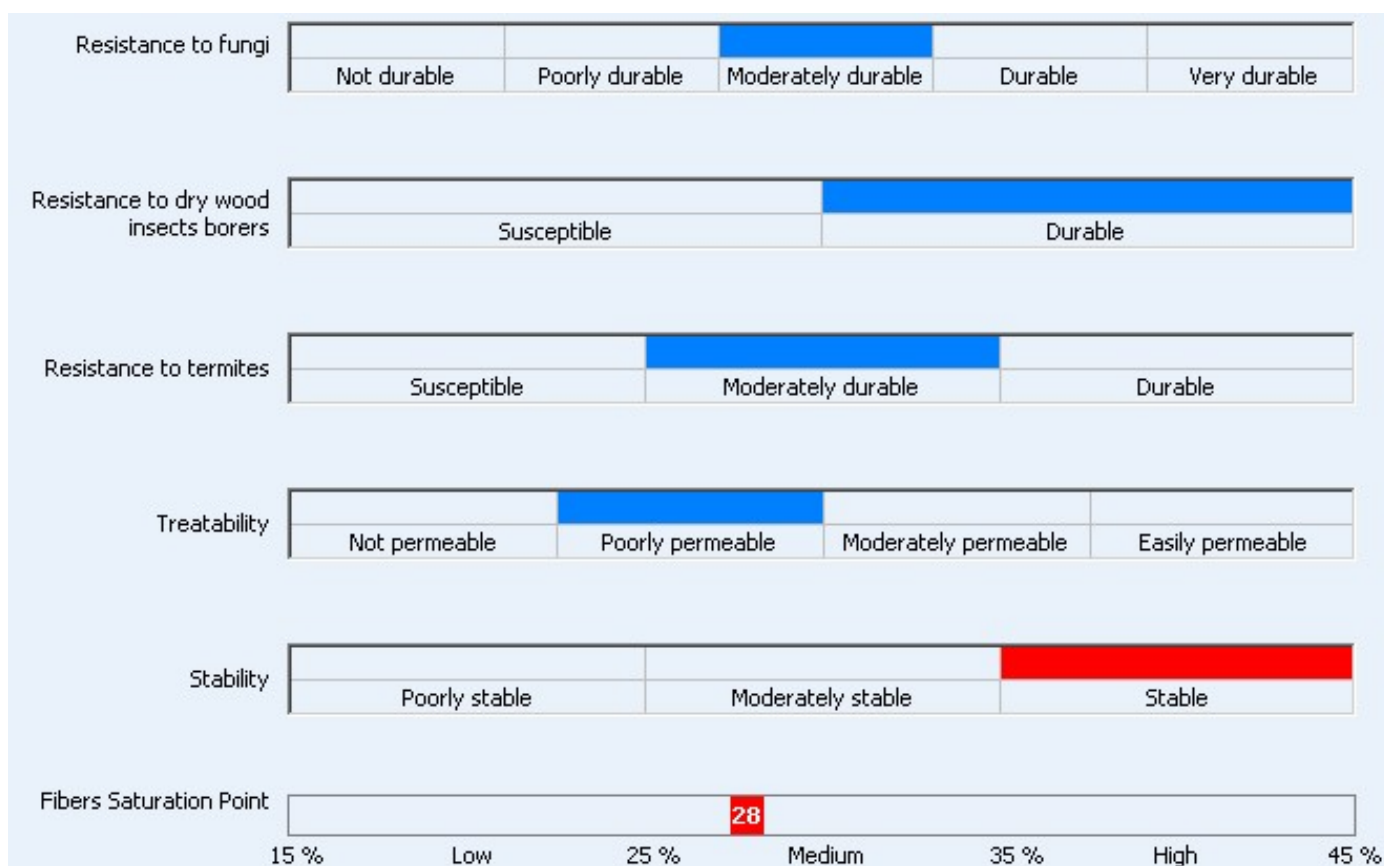 Resistance to fungi
Not durable Poorly durable Moderately durable Durable Very durable
Resistance to dry wood
insects borers
Susceptible Durable
Resistance to termites
Susceptible Moderately durable Durable
Treatability
Not permeable Poorly permeable Moderately permeable Easily permeable
Stability
Poorly stable Moderately stable Stable
Fibers Saturation Point
28
15 % Low 25 % Medium 35 % High 45 %